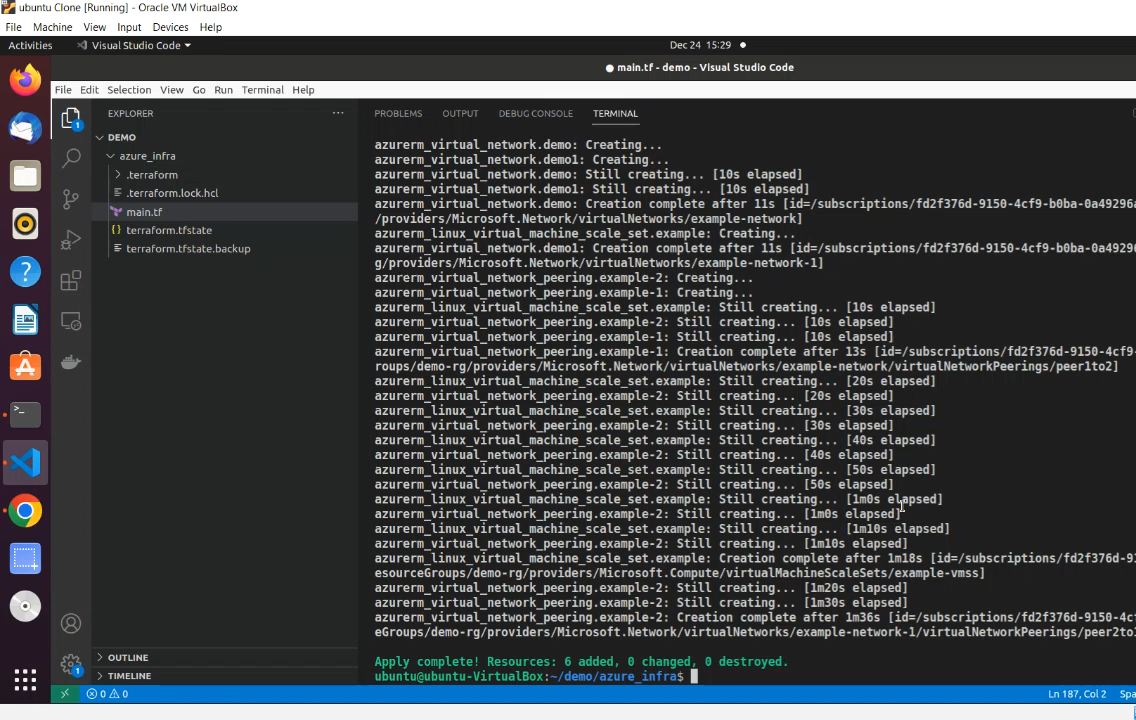 ubuntu Clone [Running] - Oracle VM VirtualBox
File Machine View Input Devices Help
Activities Visual Studio Code Dec 24 15:29
main.tf - demo - Visual Studio Code
File Edit Selection View Go Run Terminal Help
EXPLORER
DEMO
azure_infra
.terraform
.terraform.lock.hcl
main.tf
terraform.tfstate
terraform.tfstate.backup
OUTLINE
TIMELINE
1
1
PROBLEMS OUTPUT DEBUG CONSOLE TERMINAL
azurerm_virtual_network.demo: Creating...
azurerm_virtual_network.demo1: Creating...
azurerm_virtual_network.demo: Still creating... [10s elapsed]
azurerm_virtual_network.demo1: Still creating... [10s elapsed]
azurerm_virtual_network.demo: Creation complete after 11s [id=/subscriptions/fd2f376d-9150-4cf9-b0ba-0a49296a
/providers/Microsoft.Network/virtualNetworks/example-network]
azurerm_linux_virtual_machine_scale_set.example: Creating...
azurerm_virtual_network.demo1: Creation complete after 11s [id=/subscriptions/fd2f376d-9150-4cf9-b0ba-0a4929
g/providers/Microsoft.Network/virtualNetworks/example-network-1]
azurerm_virtual_network_peering.example-2: Creating...
azurerm_virtual_network_peering.example-1: Creating...
azurerm_linux_virtual_machine_scale_set.example: Still creating... [10s elapsed]
azurerm_virtual_network_peering.example-2: Still creating... [10s elapsed]
azurerm_virtual_network_peering.example-1: Still creating... [10s elapsed]
azurerm_virtual_network_peering.example-1: Creation complete after 13s [id=/subscriptions/fd2f376d-9150-4cf9-
roups/demo-rg/providers/Microsoft.Network/virtualNetworks/example-network/virtualNetworkPeerings/peer1to2]
azurerm_linux_virtual_machine_scale_set.example: Still creating... [20s elapsed]
azurerm_virtual_network_peering.example-2: Still creating... [20s elapsed]
azurerm_linux_virtual_machine_scale_set.example: Still creating... [30s elapsed]
azurerm_virtual_network_peering.example-2: Still creating... [30s elapsed]
azurerm_linux_virtual_machine_scale_set.example: Still creating... [40s elapsed]
azurerm_virtual_network_peering.example-2: Still creating... [40s elapsed]
azurerm_linux_virtual_machine_scale_set.example: Still creating... [50s elapsed]
azurerm_virtual_network_peering.example-2: Still creating... [50s elapsed]
azurerm_linux_virtual_machine_scale_set.example: Still creating... [1m0s elapsed]
azurerm_virtual_network_peering.example-2: Still creating... [1m0s elapsed]
azurerm_linux_virtual_machine_scale_set.example: Still creating... [1m10s elapsed]
azurerm_virtual_network_peering.example-2: Still creating... [1m10s elapsed]
azurerm_linux_virtual_machine_scale_set.example: Creation complete after 1m18s [id=/subscriptions/fd2f376d-91
esourceGroups/demo-rg/providers/Microsoft.Compute/virtualMachineScaleSets/example-vmss]
azurerm_virtual_network_peering.example-2: Still creating... [1m20s elapsed]
azurerm_virtual_network_peering.example-2: Still creating... [1m30s elapsed]
azurerm_virtual_network_peering.example-2: Creation complete after 1m36s [id=/subscriptions/fd2f376d-9150-4cf
eGroups/demo-rg/providers/Microsoft.Network/virtualNetworks/example-network-1/virtualNetworkPeerings/peer2to
Apply complete! Resources: 6 added, 0 changed, 0 destroyed.
ubuntu@ubuntu-VirtualBox:~/demo/azure_infra$
0 0 Ln 187, Col 2 Spa